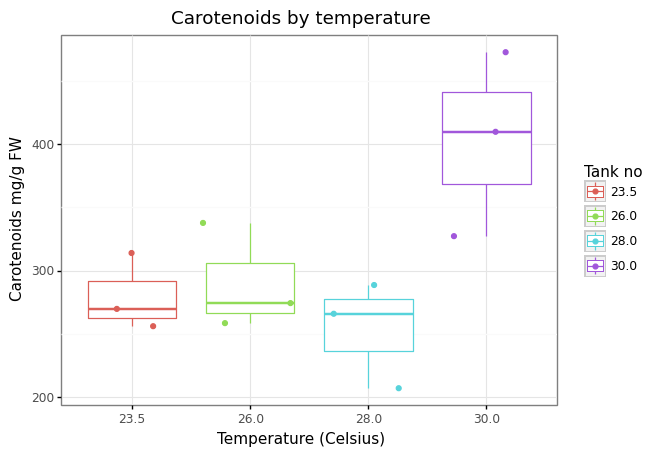 Carotenoids by temperature
Carotenoids mg/g FW
400
300
200
23.5
26.0
28.0
30.0
Temperature (Celsius)
Tank no
23.5
26.0
28.0
30.0